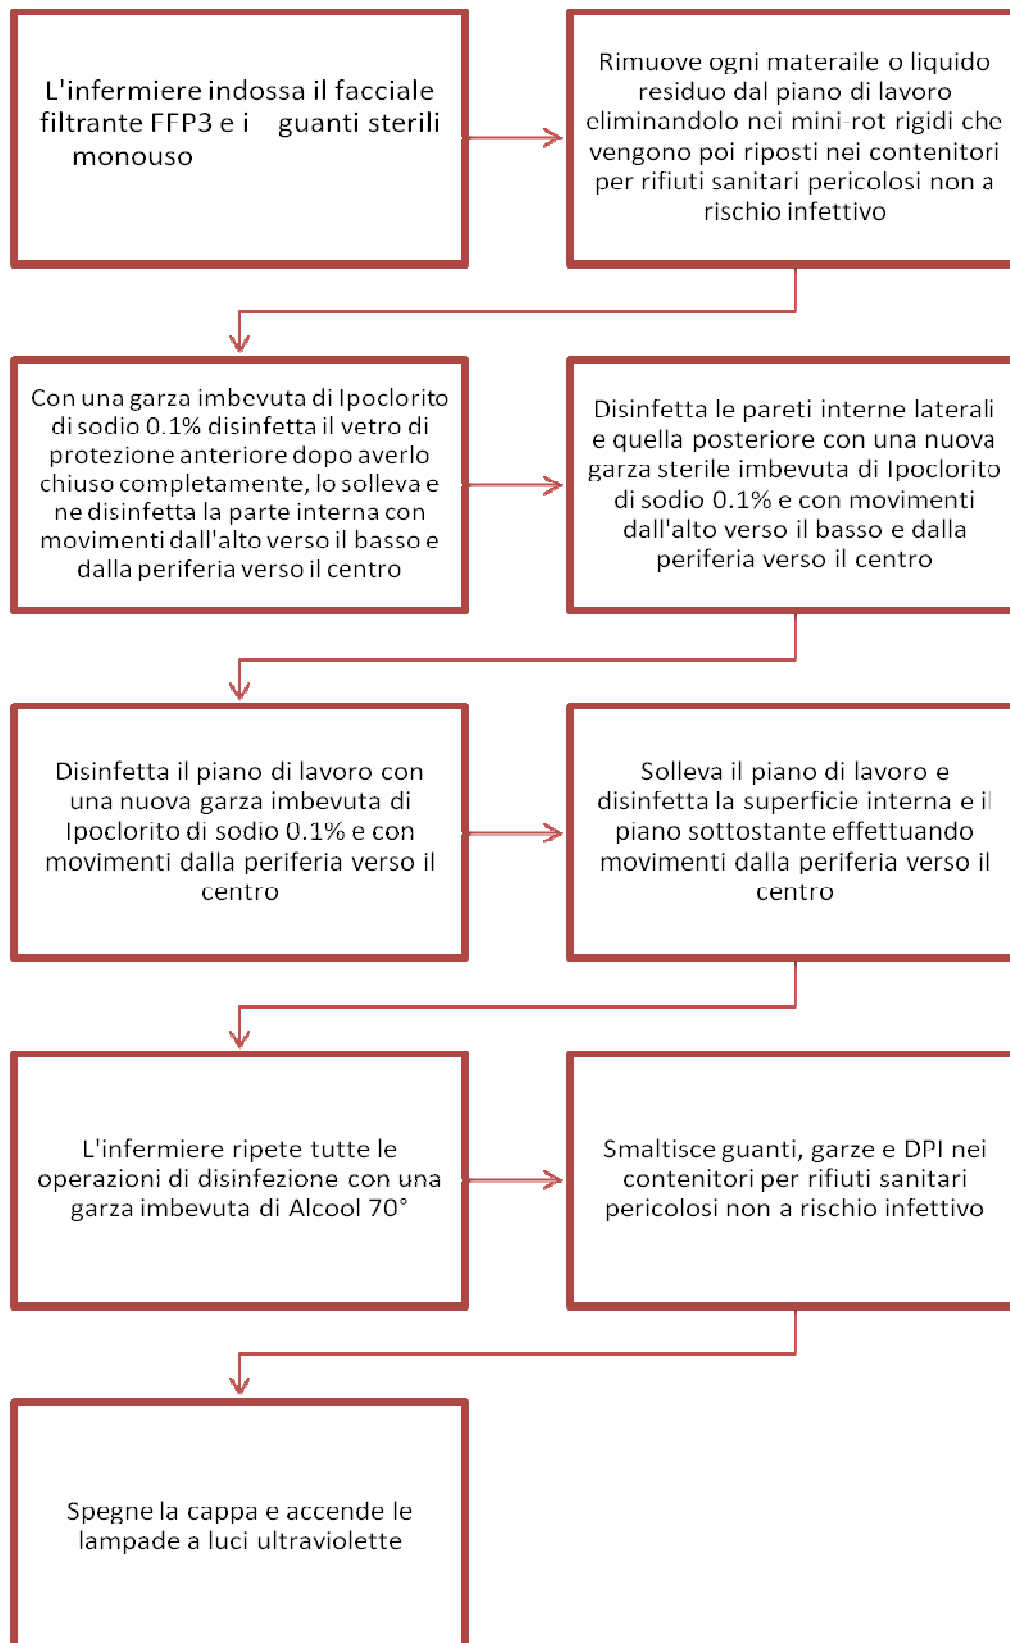 L'infermiere indossa il facciale
filtrante FFP3 e i guanti sterili
monouso
Rimuove ogni materaile o liquido
residuo dal piano di lavoro
eliminandolo nei mini-rot rigidi che
vengono poi riposti nei contenitori
per rifiuti sanitari pericolosi non a
rischio infettivo
Con una garza imbevuta di Ipoclorito
di sodio 0.1% disinfetta il vetro di
protezione anteriore dopo averlo
chiuso completamente, lo solleva e
ne disinfetta la parte interna con
movimenti dall'alto verso il basso e
dalla periferia verso il centro
Disinfetta le pareti interne laterali
e quella posteriore con una nuova
garza sterile imbevuta di Ipoclorito
di sodio 0.1% e con movimenti
dall'alto verso il basso e dalla
periferia verso il centro
Disinfetta il piano di lavoro con
una nuova garza imbevuta di
Ipoclorito di sodio 0.1% e con
movimenti dalla periferia verso il
centro
Solleva il piano di lavoro e
disinfetta la superficie interna e il
piano sottostante effettuando
movimenti dalla periferia verso il
centro
L'infermiere ripete tutte le
operazioni di disinfezione con una
garza imbevuta di Alcool 70°
Smaltisce guanti, garze e DPI nei
contenitori per rifiuti sanitari
pericolosi non a rischio infettivo
Spegne la cappa e accende le
lampade a luci ultraviolette